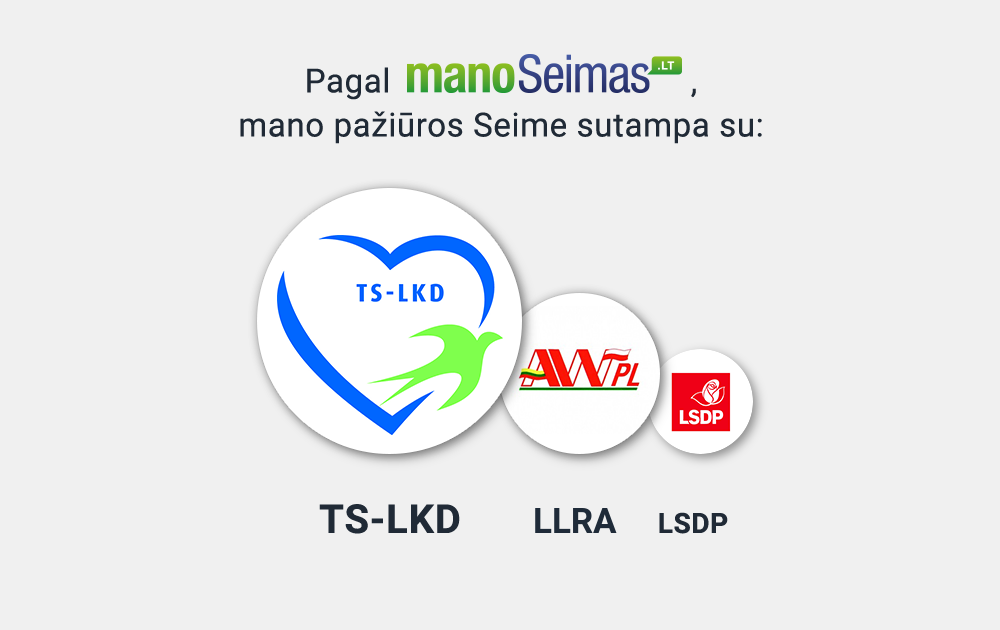 Pagal manoSeimas.LT ,
mano pažiūros Seime sutampa su:
TS-LKD
AWPL
LSDP
TS-LKD LLRA LSDP